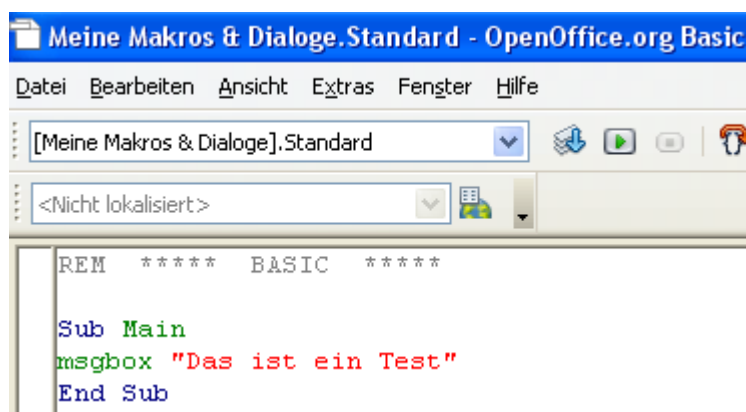 Meine Makros & Dialoge.Standard - OpenOffice.org Basic
Datei Bearbeiten Ansicht Extras Fenster Hilfe
[Meine Makros & Dialoge].Standard
<Nicht lokalisiert>
REM ***** BASIC *****
Sub Main
msgbox "Das ist ein Test"
End Sub